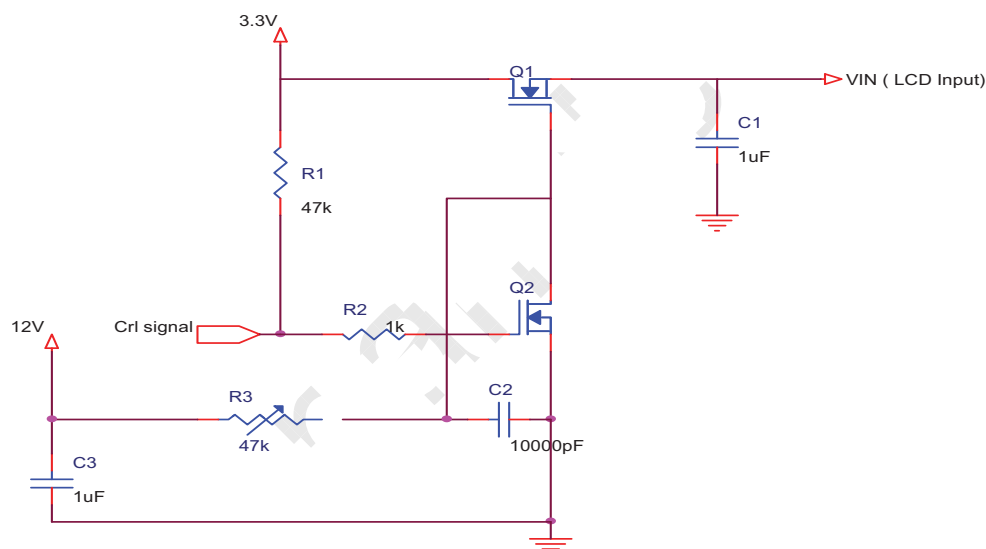 3.3V
Q1
VIN ( LCD Input)
C1
1uF
R1
47k
Q2
12V
Crl signal
R2
1k
R3
47k
C2
10000pF
C3
1uF